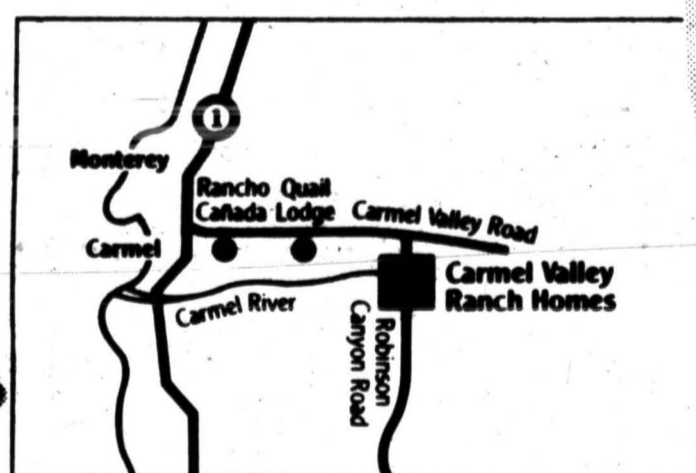 1
Monterey
Rancho Quail
Cañada Lodge
Carmel Valley Road
Carmel
Carmel Valley
Ranch Homes
Carmel River
Robinson
Canyon Road